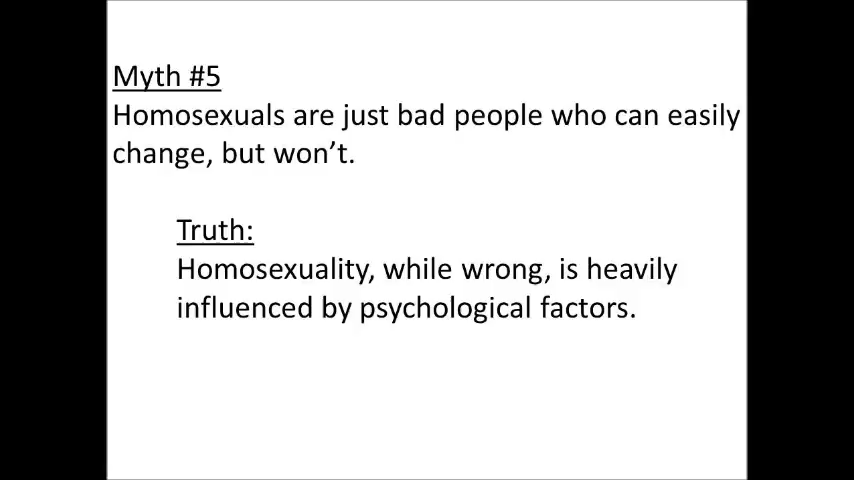 Myth #5
Homosexuals are just bad people who can easily
change, but won’t.
Truth:
Homosexuality, while wrong, is heavily
influenced by psychological factors.